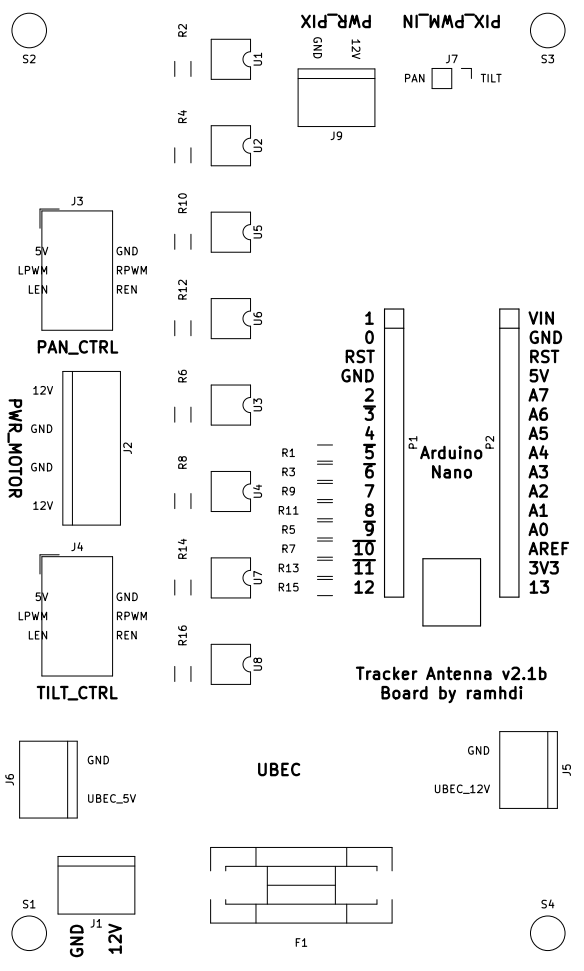 R2
PWR_PIX
PIX_PWM_IN
S2
U1
GND
12V
J7
S3
PAN
TILT
R4
U2
J9
R10
J3
U5
5V
GND
LPWM
RPWM
LEN
REN
R12
U6
PAN_CTRL
1
0
RST
GND
2
3
4
5
6
7
8
9
10
11
12
P1
Arduino
Nano
P2
VIN
GND
RST
5V
A7
A6
A5
A4
A3
A2
A1
A0
AREF
3V3
13
R6
U3
PWR_MOTOR
12V
GND
GND
12V
J2
R8
U4
R1
R3
R9
R11
R5
R7
R13
R15
R14
U7
J4
5V
GND
LPWM
RPWM
LEN
REN
TILT_CTRL
R16
U8
Tracker Antenna v2.1b
Board by ramhdi
J6
GND
UBEC_5V
UBEC
GND
UBEC_12V
J5
S1
J1
GND
12V
F1
S4